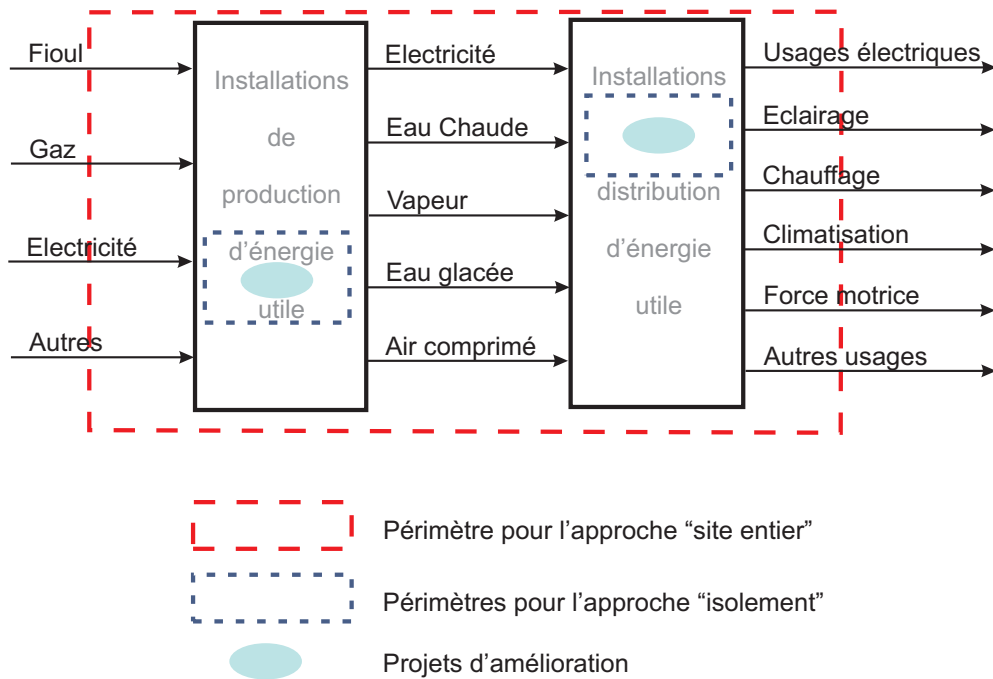 Fioul
Gaz
Electricité
Autres
Installations
de
production
d’énergie
utile
Electricité
Eau Chaude
Vapeur
Eau glacée
Air comprimé
Installations
distribution
d’énergie
utile
Usages électriques
Eclairage
Chauffage
Climatisation
Force motrice
Autres usages
Périmètre pour l’approche “site entier”
Périmètres pour l’approche “isolement”
Projets d’amélioration